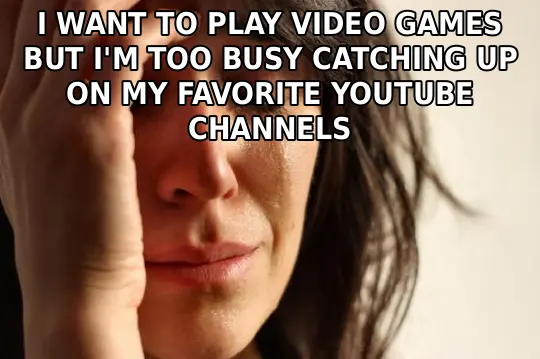 I WANT TO PLAY VIDEO GAMES
BUT I'M TOO BUSY CATCHING UP
ON MY FAVORITE YOUTUBE
CHANNELS